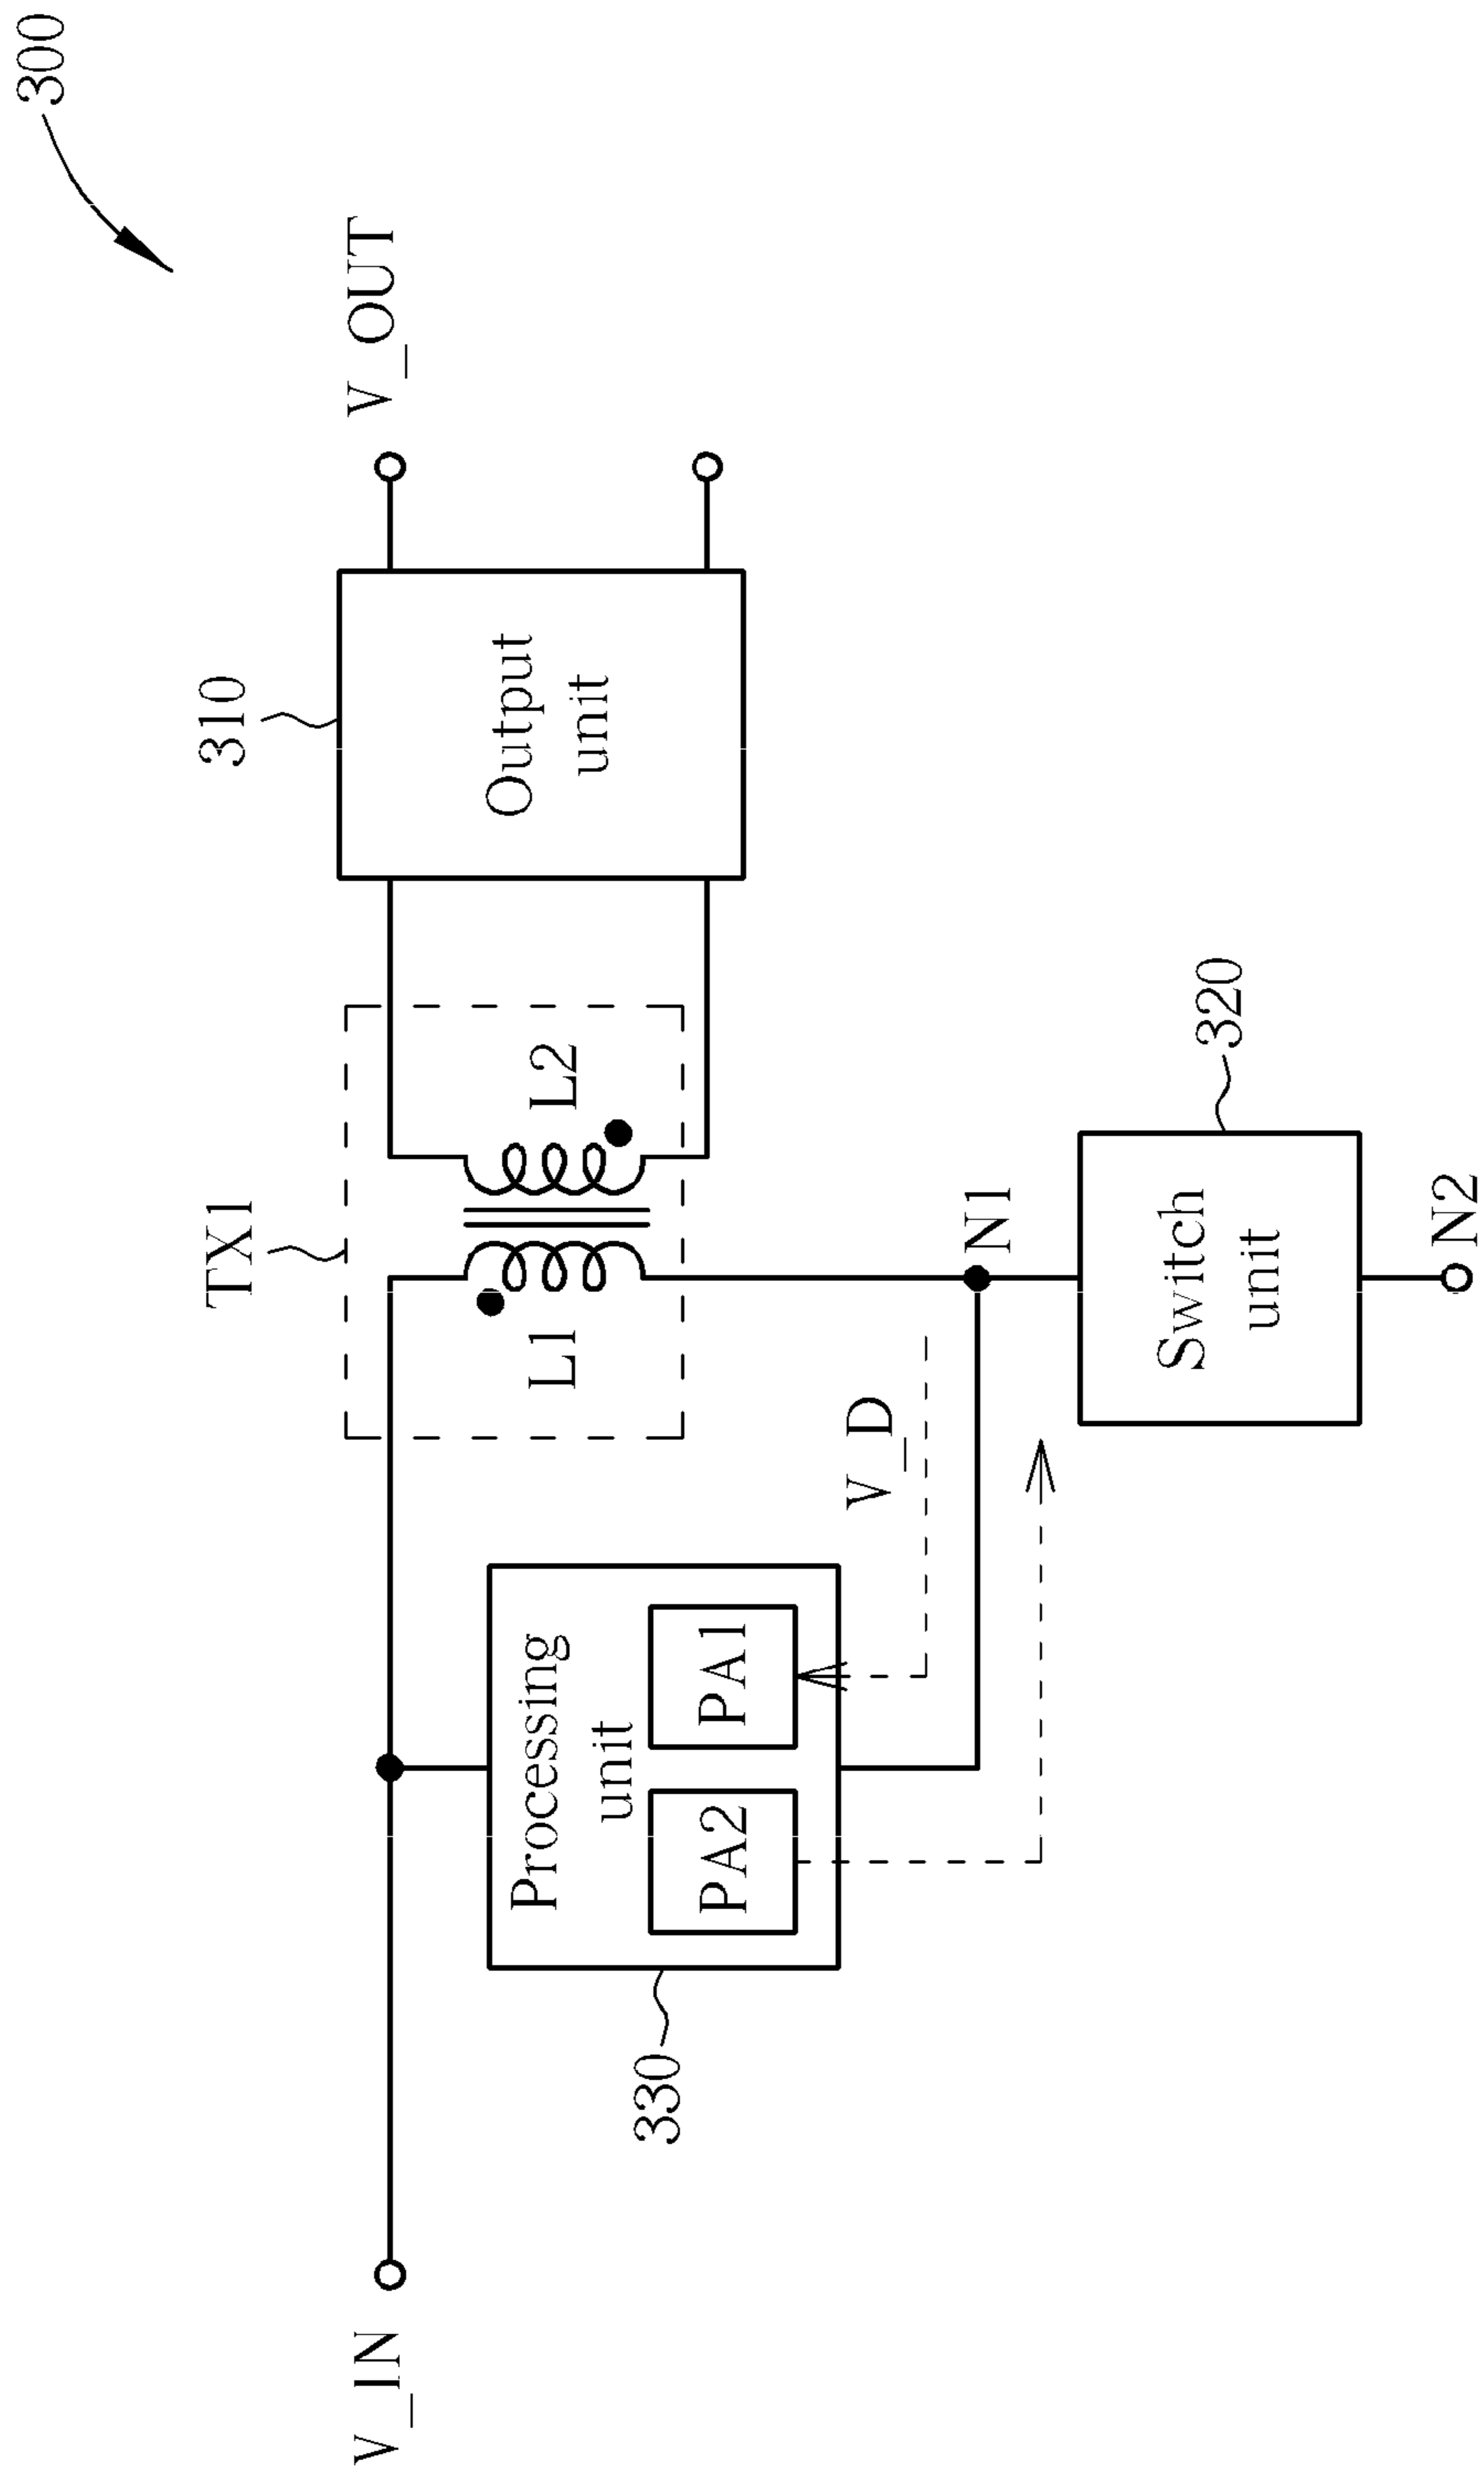 300
V_IN
V_OUT
TX1
310
L1
L2
Output
unit
Processing
unit
330
PA2
PA1
V_D
N1
Switch
unit
320
N2